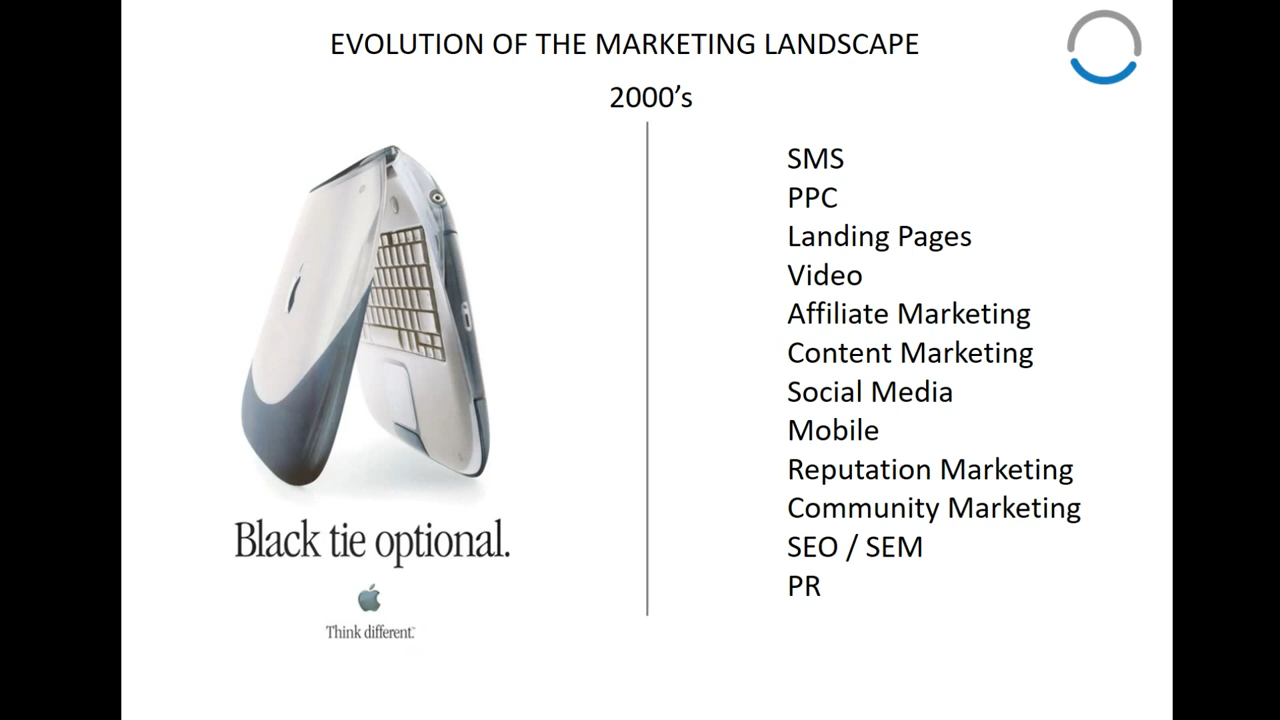 EVOLUTION OF THE MARKETING LANDSCAPE
2000's
Black tie optional.
Think different.™
SMS
PPC
Landing Pages
Video
Affiliate Marketing
Content Marketing
Social Media
Mobile
Reputation Marketing
Community Marketing
SEO / SEM
PR